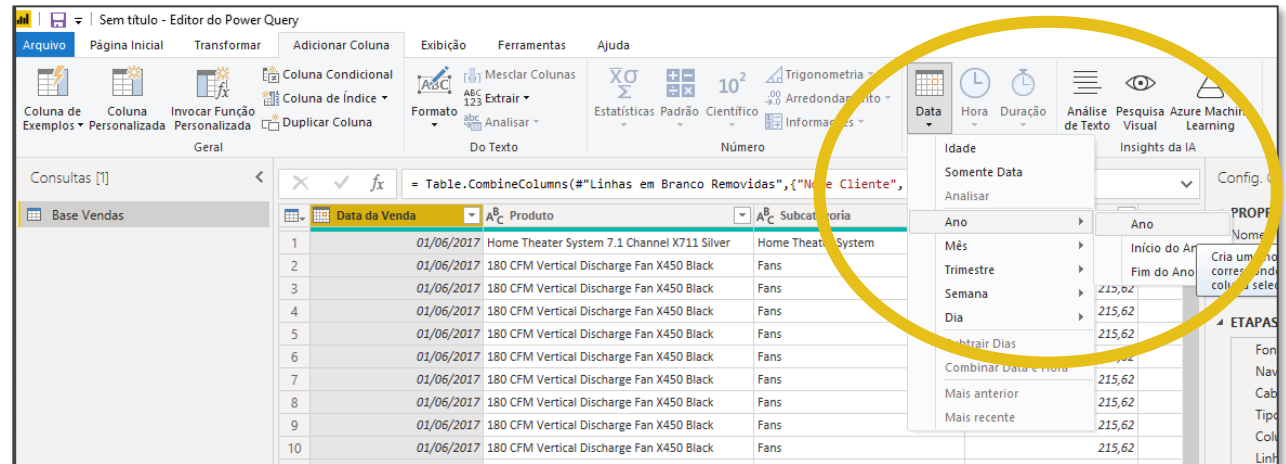 Sem título - Editor do Power Query
Arquivo Página Inicial Transformar Adicionar Coluna Exibição Ferramentas Ajuda
Coluna de Exemplos
Coluna Personalizada
Invocar Função Personalizada
Coluna Condicional
Coluna de Índice
Duplicar Coluna
Geral
Formato
Mesclar Colunas
Extrair
Analisar
Do Texto
Estatísticas
Padrão
Científico
Trigonometria
Arredondamento
Informações
Número
Data
Hora
Duração
Análise de Texto
Pesquisa Visual
Azure Machine Learning
Insights da IA
Consultas [1]
Base Vendas
= Table.CombineColumns(#"Linhas em Branco Removidas",{"Nome Cliente",
Data da Venda Produto Subcategoria
1 01/06/2017 Home Theater System 7.1 Channel X711 Silver Home Theater System
2 01/06/2017 180 CFM Vertical Discharge Fan X450 Black Fans
3 01/06/2017 180 CFM Vertical Discharge Fan X450 Black Fans 215,62
4 01/06/2017 180 CFM Vertical Discharge Fan X450 Black Fans 215,62
5 01/06/2017 180 CFM Vertical Discharge Fan X450 Black Fans 215,62
6 01/06/2017 180 CFM Vertical Discharge Fan X450 Black Fans
7 01/06/2017 180 CFM Vertical Discharge Fan X450 Black Fans 215,62
8 01/06/2017 180 CFM Vertical Discharge Fan X450 Black Fans 215,62
9 01/06/2017 180 CFM Vertical Discharge Fan X450 Black Fans 215,62
10 01/06/2017 180 CFM Vertical Discharge Fan X450 Black Fans 215,62
Idade
Somente Data
Analisar
Ano
Mês
Trimestre
Semana
Dia
Subtrair Dias
Combinar Data e Hora
Mais anterior
Mais recente
Ano
Início do An
Fim do Ano
Cria um
colu
Config.
PROPR
Nome
ETAPAS
Fon
Nav
Cab
Tipo
Colu
Linh